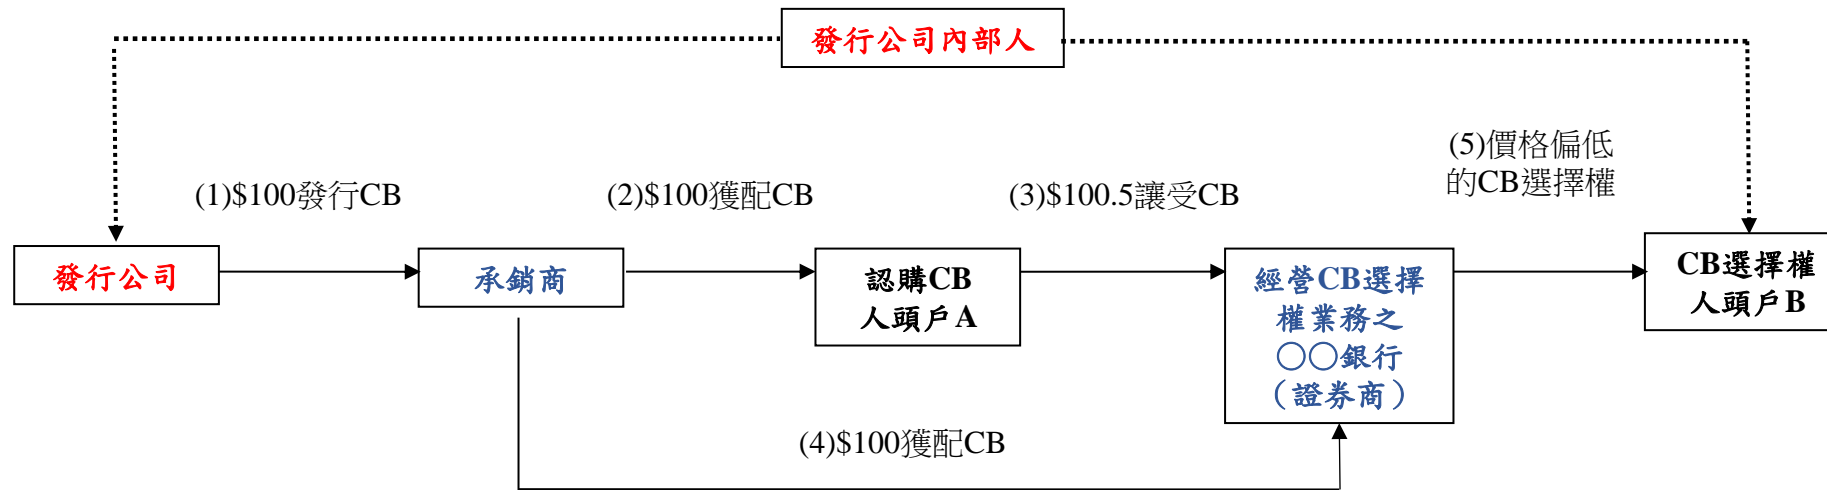 發行公司內部人
(5)價格偏低
的CB選擇權
(1)$100發行CB
(2)$100獲配CB
(3)$100.5讓受CB
發行公司
承銷商
認購CB
人頭戶A
經營CB選擇
權業務之
○○銀行
（證券商）
CB選擇權
人頭戶B
(4)$100獲配CB